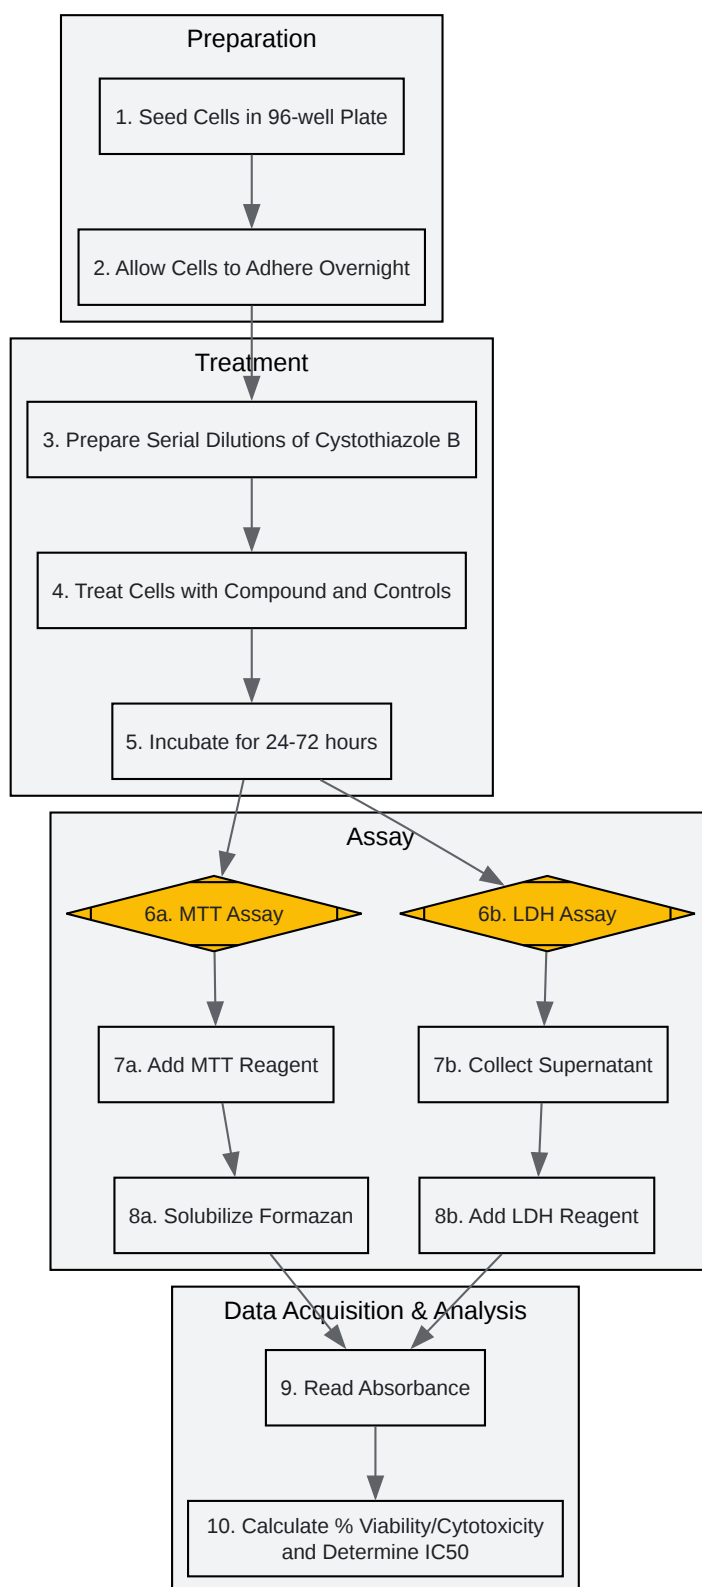 Preparation
1. Seed Cells in 96-well Plate
2. Allow Cells to Adhere Overnight
Treatment
3. Prepare Serial Dilutions of Cystothiazole B
4. Treat Cells with Compound and Controls
5. Incubate for 24-72 hours
Assay
6a. MTT Assay
6b. LDH Assay
7a. Add MTT Reagent
7b. Collect Supernatant
8a. Solubilize Formazan
8b. Add LDH Reagent
Data Acquisition & Analysis
9. Read Absorbance
10. Calculate % Viability/Cytotoxicity
and Determine IC50